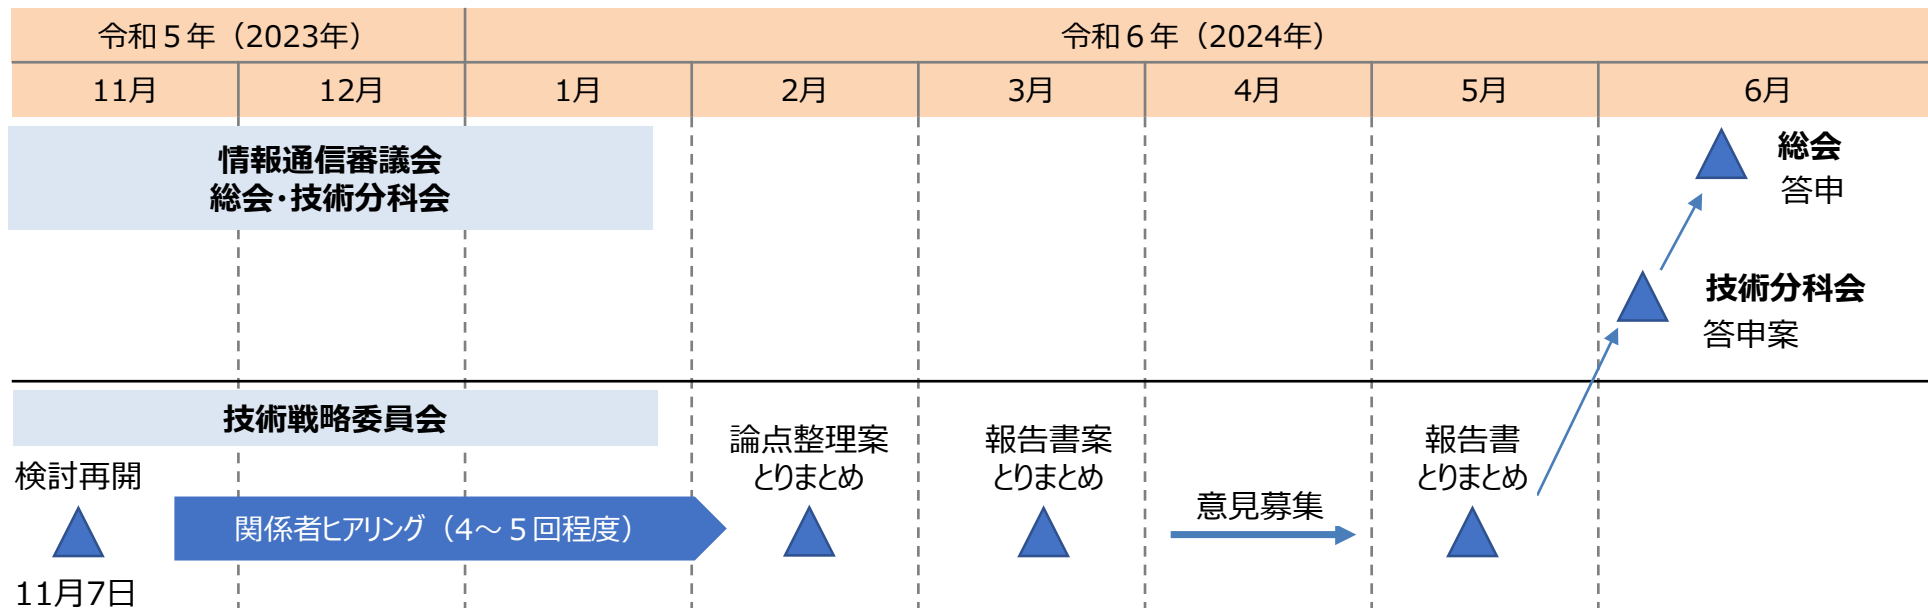 令和５年（2023年）
令和６年（2024年）
11月
12月
1月
2月
3月
4月
5月
6月
情報通信審議会
総会・技術分科会
総会
答申
技術分科会
答申案
技術戦略委員会
検討再開
11月7日
関係者ヒアリング（4～５回程度）
論点整理案
とりまとめ
報告書案
とりまとめ
意見募集
報告書
とりまとめ